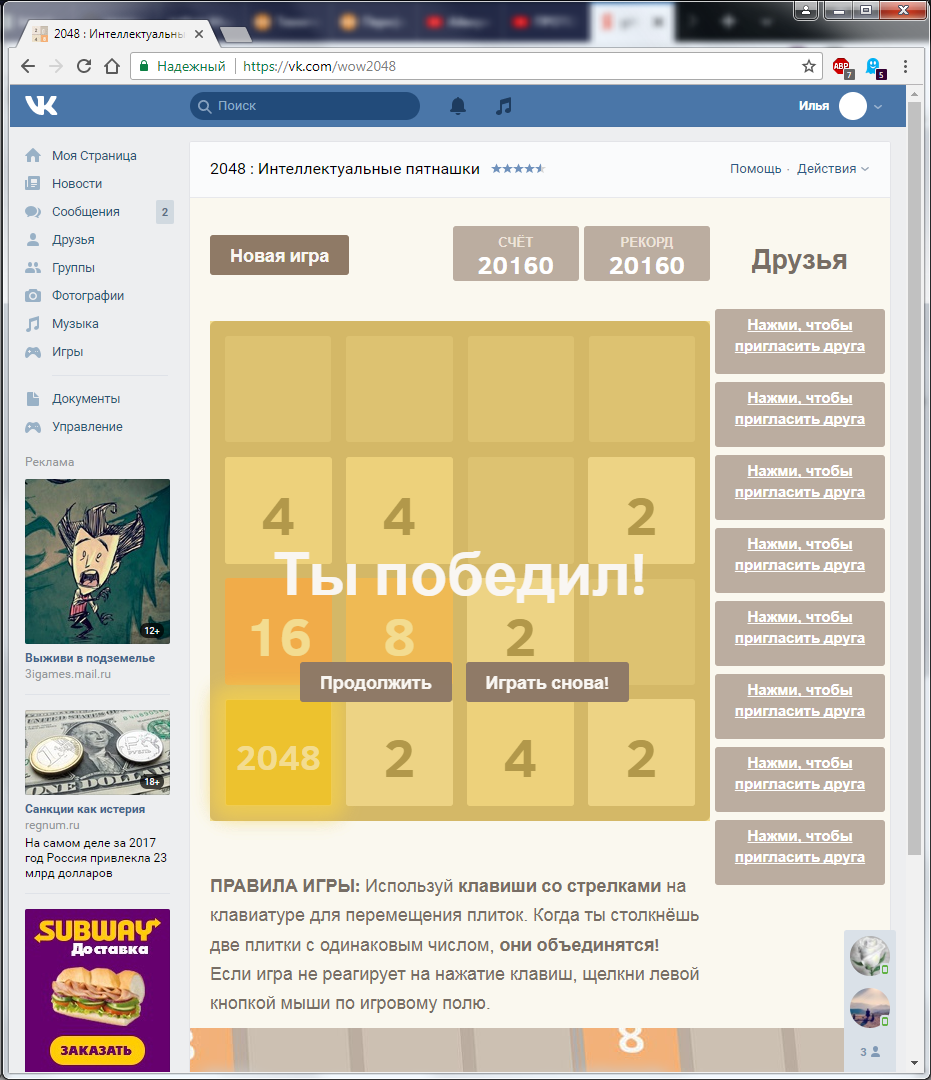 2048 : Интеллектуальны
Надежный
https://vk.com/wow2048
ABP
7
5
Поиск
Илья
Моя Страница
Новости
Сообщения
2
Друзья
Группы
Фотографии
Музыка
Игры
Документы
Управление
Реклама
12+
Выживи в подземелье
3igames.mail.ru
18+
Санкции как истерия
regnum.ru
На самом деле за 2017
год Россия привлекла 23
млрд долларов
SUBWAY
Доставка
ЗАКАЗАТЬ
2048 : Интеллектуальные пятнашки
Помощь · Действия
Новая игра
СЧЁТ
20160
РЕКОРД
20160
4 4 2
Ты победил!
16 8 2
Продолжить
Играть снова!
2048 2 4 2
Друзья
Нажми, чтобы
пригласить друга
Нажми, чтобы
пригласить друга
Нажми, чтобы
пригласить друга
Нажми, чтобы
пригласить друга
Нажми, чтобы
пригласить друга
Нажми, чтобы
пригласить друга
Нажми, чтобы
пригласить друга
Нажми, чтобы
пригласить друга
ПРАВИЛА ИГРЫ: Используй клавиши со стрелками на
клавиатуре для перемещения плиток. Когда ты столкнёшь
две плитки с одинаковым числом, они объединятся!
Если игра не реагирует на нажатие клавиш, щелкни левой
кнопкой мыши по игровому полю.
8
3